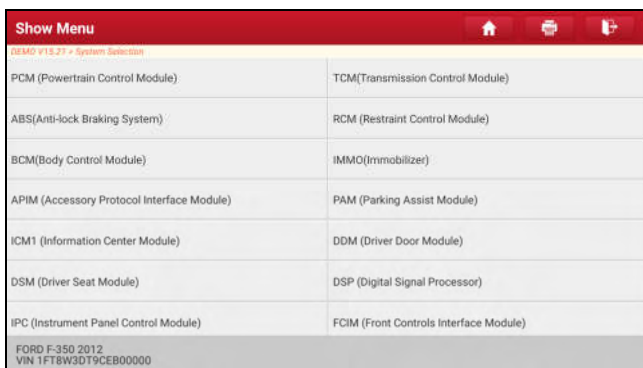 Show Menu
DEMO V15.21 > System Selection
PCM (Powertrain Control Module)
TCM(Transmission Control Module)
ABS(Anti-lock Braking System)
RCM (Restraint Control Module)
BCM(Body Control Module)
IMMO(Immobilizer)
APIM (Accessory Protocol Interface Module)
PAM (Parking Assist Module)
ICM1 (Information Center Module)
DDM (Driver Door Module)
DSM (Driver Seat Module)
DSP (Digital Signal Processor)
IPC (Instrument Panel Control Module)
FCIM (Front Controls Interface Module)
FORD F-350 2012
VIN 1FT8W3DT9CEB00000